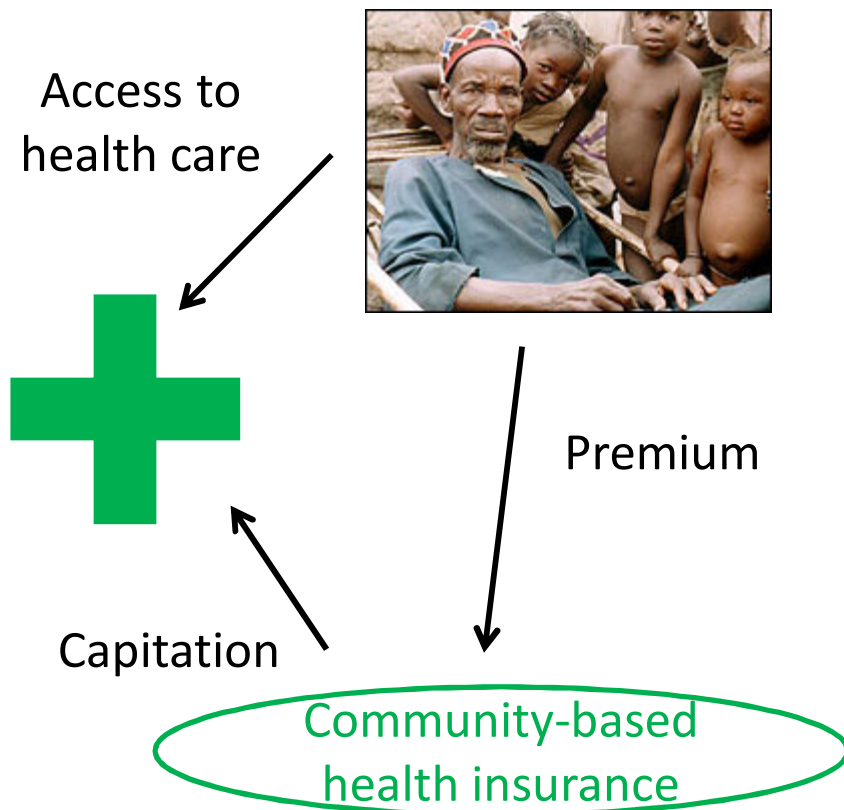 Access to
health care
Premium
Capitation
Community-based
health insurance